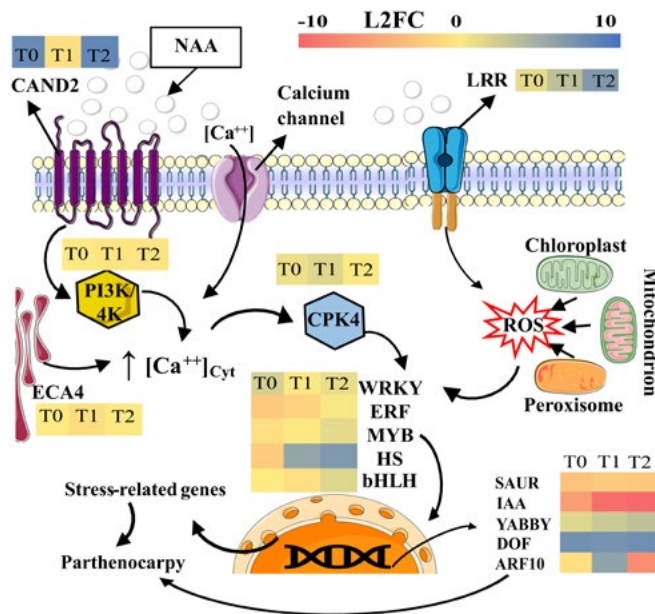 -10 L2FC 0 10
T0 T1 T2
NAA
CAND2
LRR
T0 T1 T2
Calcium
channel
[Ca⁺⁺]
T0 T1 T2
PI3K/
4K
T0 T1 T2
CPK4
Chloroplast
Mitochondrion
ROS
Peroxisome
↑ [Ca⁺⁺]Cyt
ECA4
T0 T1 T2
T0 T1 T2
WRKY
ERF
MYB
HS
bHLH
Stress-related genes
Parthenocarpy
T0 T1 T2
SAUR
IAA
YABBY
DOF
ARF10